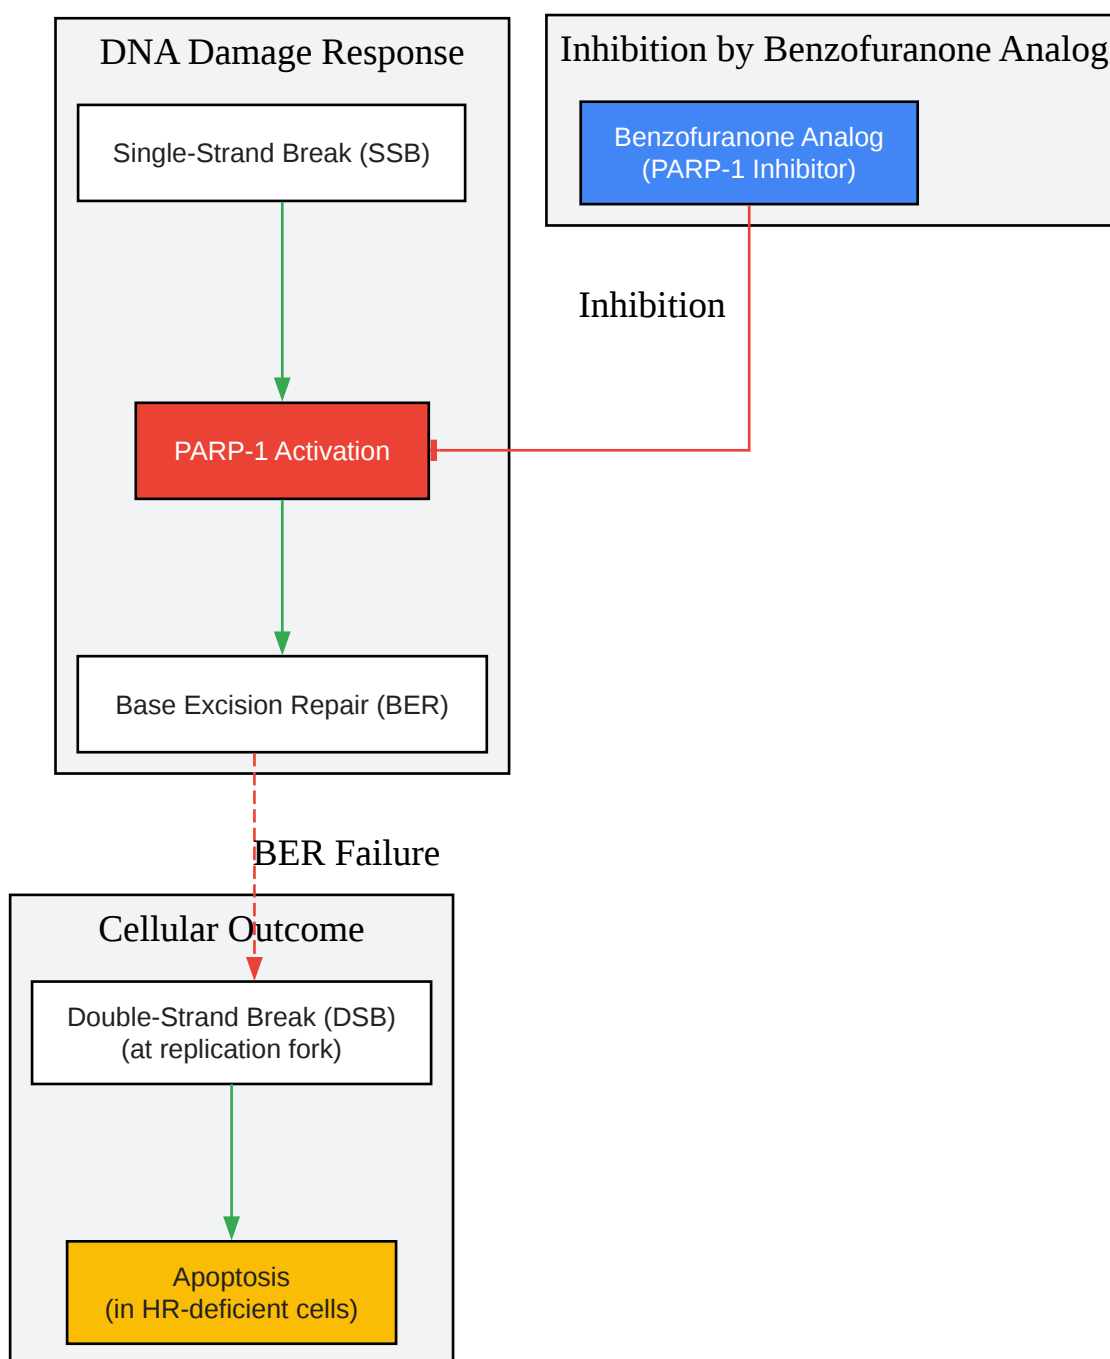 DNA Damage Response
Single-Strand Break (SSB)
PARP-1 Activation
Base Excision Repair (BER)
Inhibition by Benzofuranone Analog
Benzofuranone Analog
(PARP-1 Inhibitor)
Inhibition
BER Failure
Cellular Outcome
Double-Strand Break (DSB)
(at replication fork)
Apoptosis
(in HR-deficient cells)